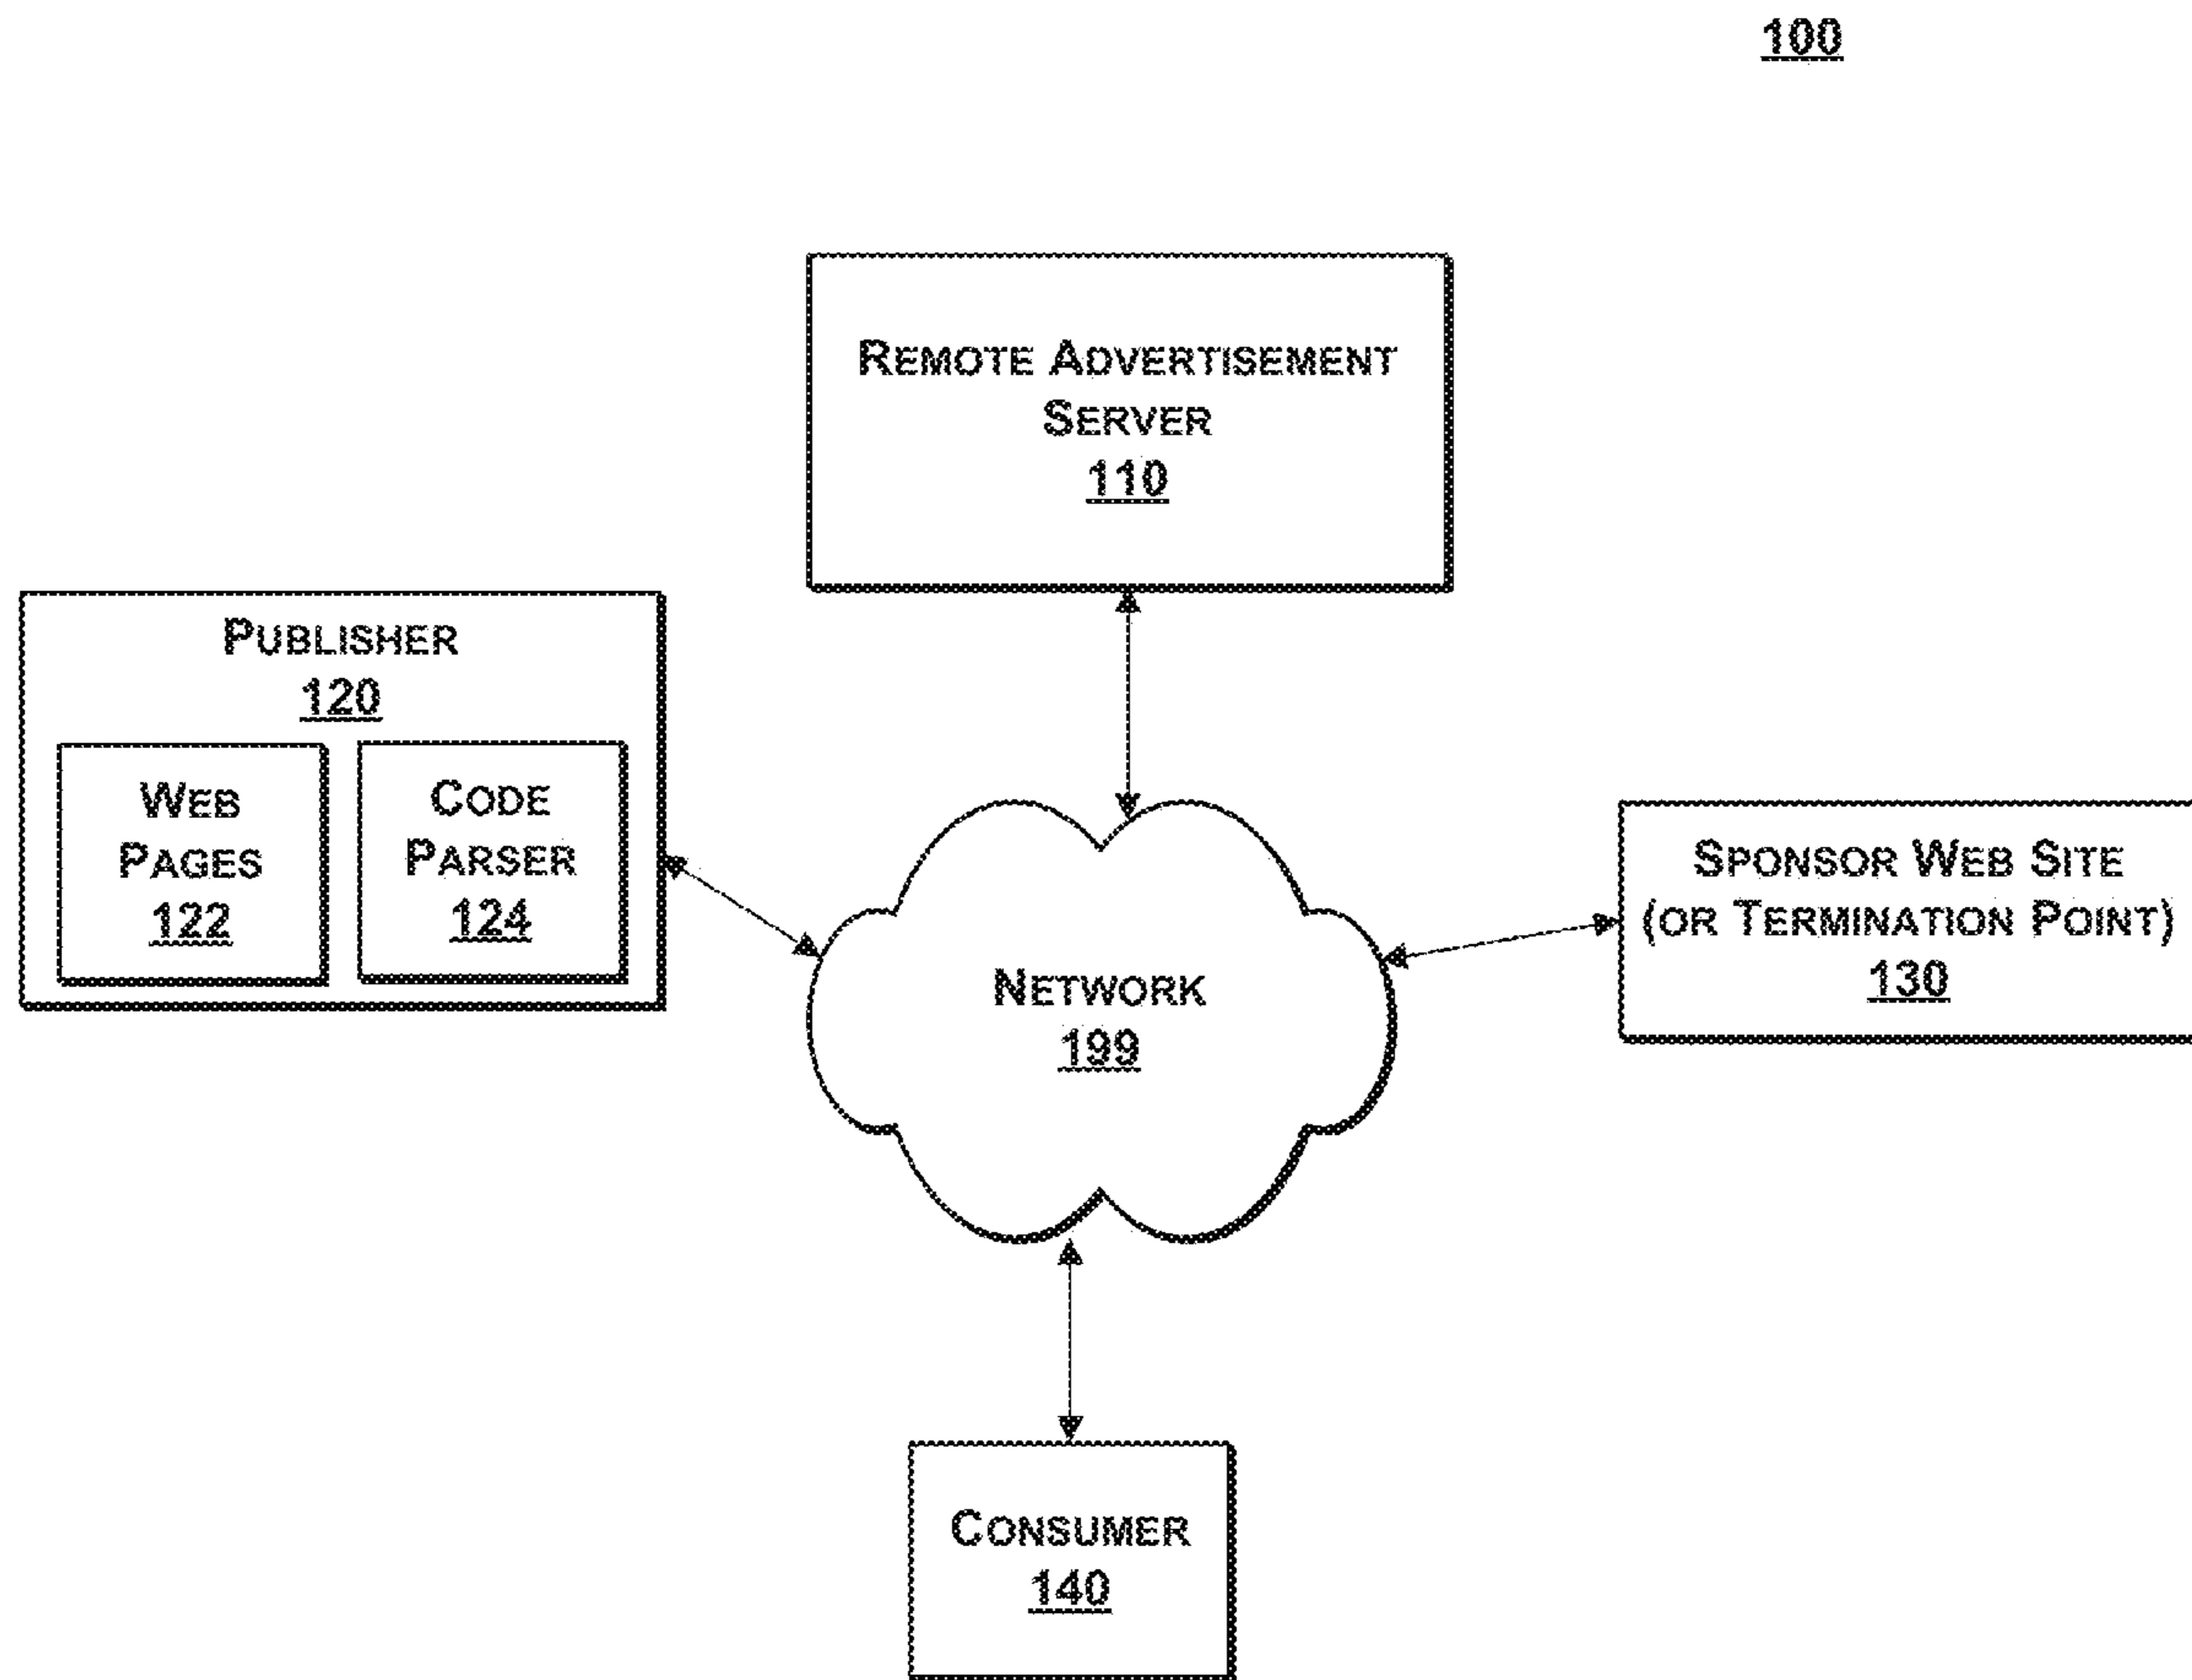 100
REMOTE ADVERTISEMENT
SERVER
110
PUBLISHER
120
WEB
PAGES
122
CODE
PARSER
124
SPONSOR WEB SITE
(OR TERMINATION POINT)
130
NETWORK
199
CONSUMER
140